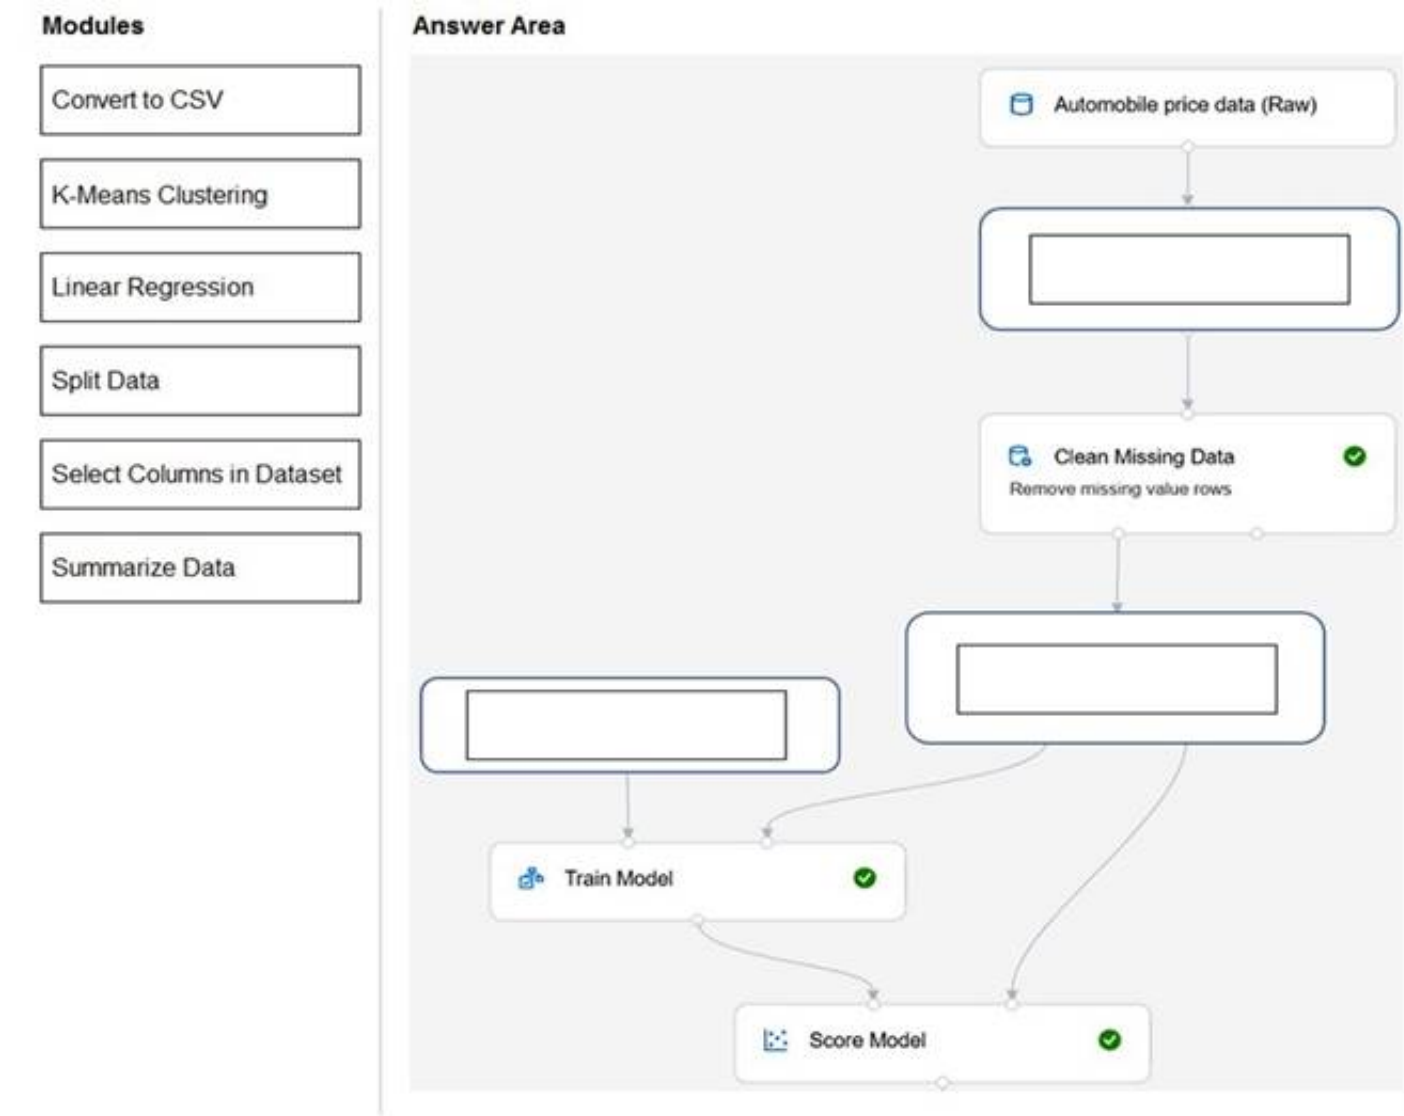 Modules
Convert to CSV
K-Means Clustering
Linear Regression
Split Data
Select Columns in Dataset
Summarize Data
Answer Area
Automobile price data (Raw)
Clean Missing Data
Remove missing value rows
Train Model
Score Model